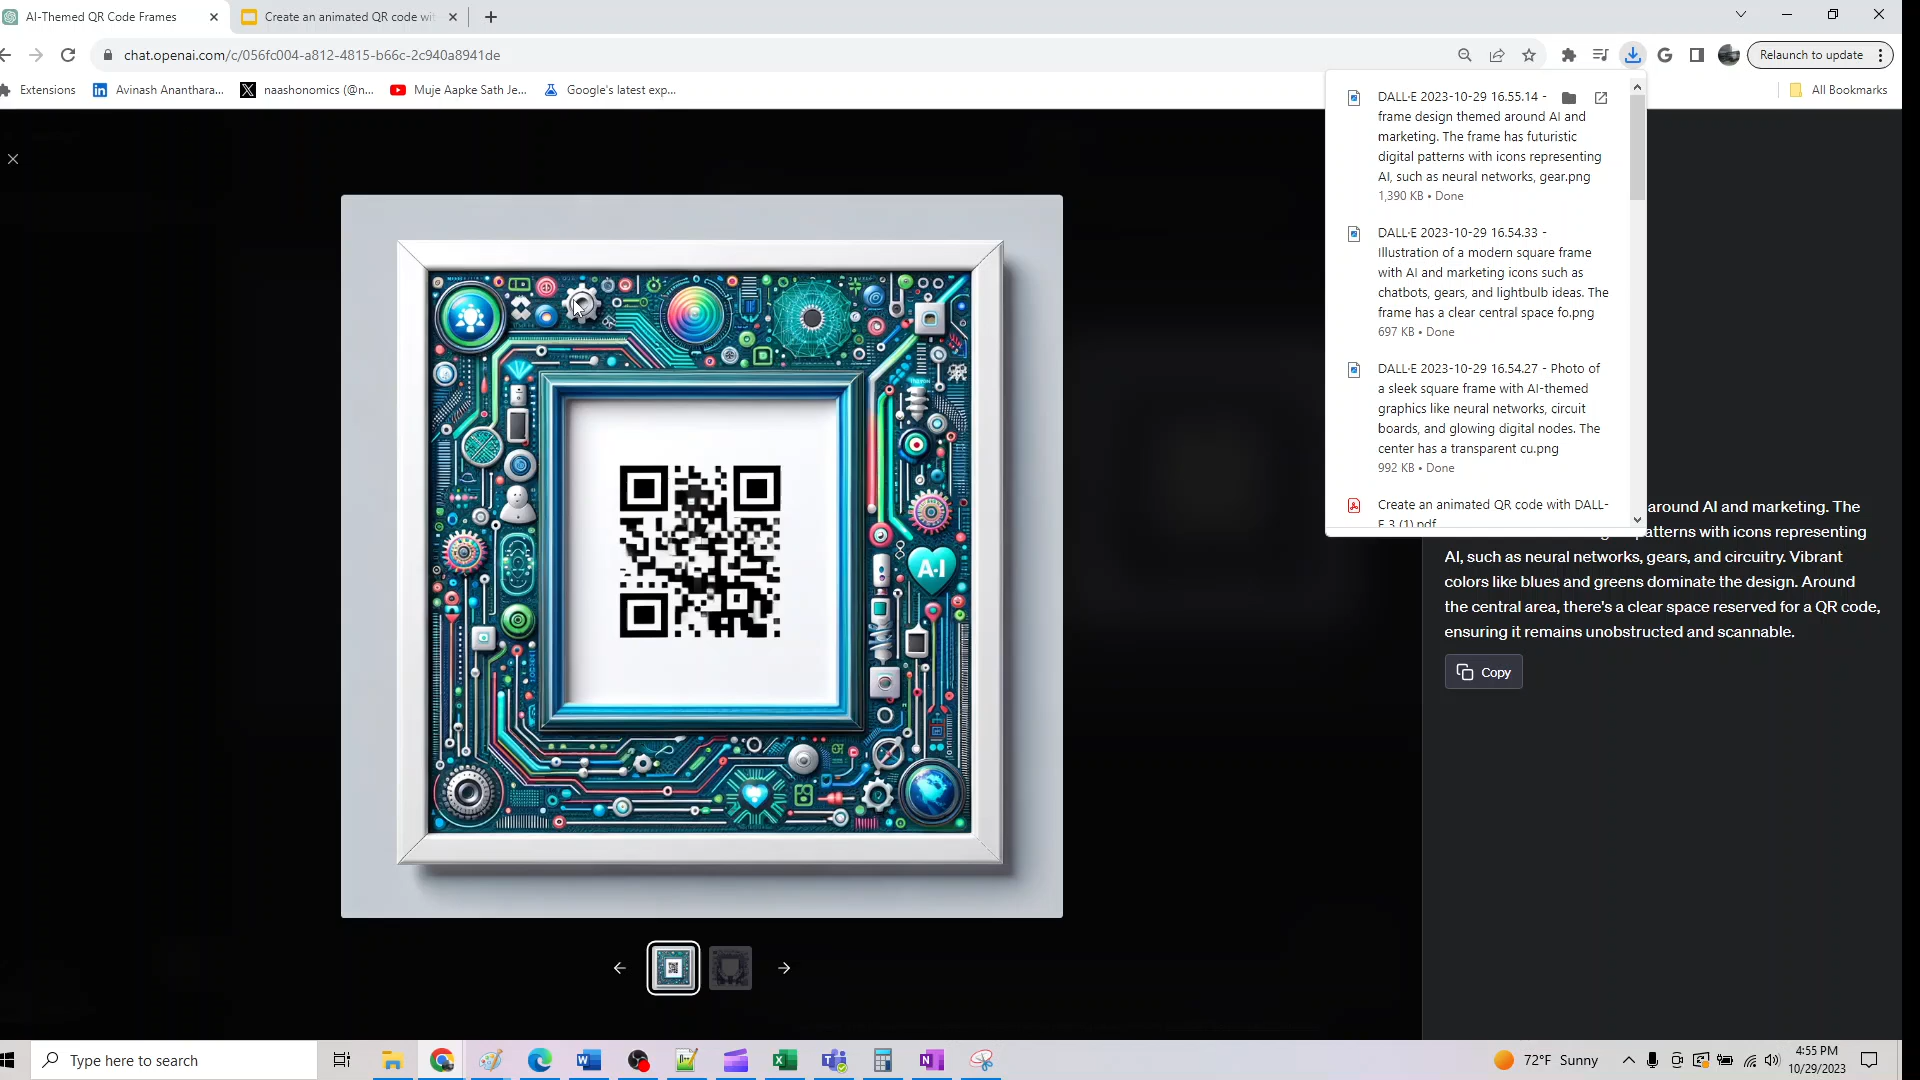 AI-Themed QR Code Frames
Create an animated QR code wit
chat.openai.com/c/056fc004-a812-4815-b66c-2c940a8941de
Relaunch to update
Extensions
Avinash Ananthara...
naashonomics (@n...
Muje Aapke Sath Je...
Google's latest exp...
All Bookmarks
DALL·E 2023-10-29 16.55.14 -
frame design themed around AI and
marketing. The frame has futuristic
digital patterns with icons representing
AI, such as neural networks, gear.png
1,390 KB • Done
DALL·E 2023-10-29 16.54.33 -
Illustration of a modern square frame
with AI and marketing icons such as
chatbots, gears, and lightbulb ideas. The
frame has a clear central space fo.png
697 KB • Done
DALL·E 2023-10-29 16.54.27 - Photo of
a sleek square frame with AI-themed
graphics like neural networks, circuit
boards, and glowing digital nodes. The
center has a transparent cu.png
992 KB • Done
Create an animated QR code with DALL-
E 3 (1).pdf
around AI and marketing. The
patterns with icons representing
AI, such as neural networks, gears, and circuitry. Vibrant
colors like blues and greens dominate the design. Around
the central area, there's a clear space reserved for a QR code,
ensuring it remains unobstructed and scannable.
Copy
A·I
Type here to search
72°F Sunny
4:55 PM
10/29/2023